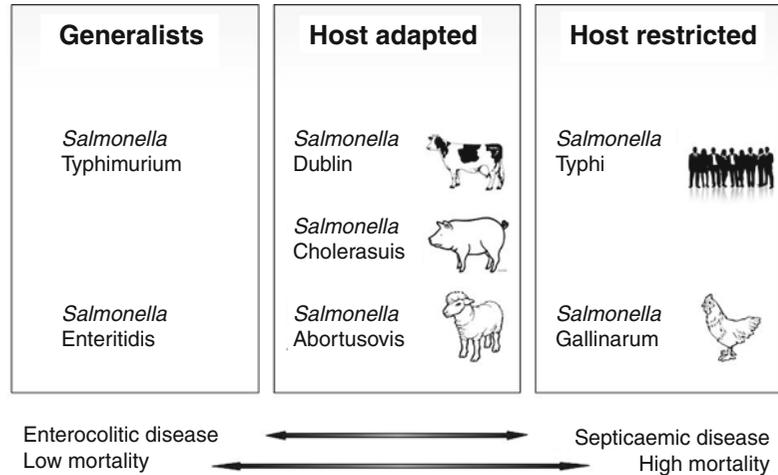 Generalists
Salmonella
Typhimurium
Salmonella
Enteritidis
Host adapted
Salmonella
Dublin
Salmonella
Cholerasuis
Salmonella
Abortusovis
Host restricted
Salmonella
Typhi
Salmonella
Gallinarum
Enterocolitic disease
Low mortality
Septicaemic disease
High mortality